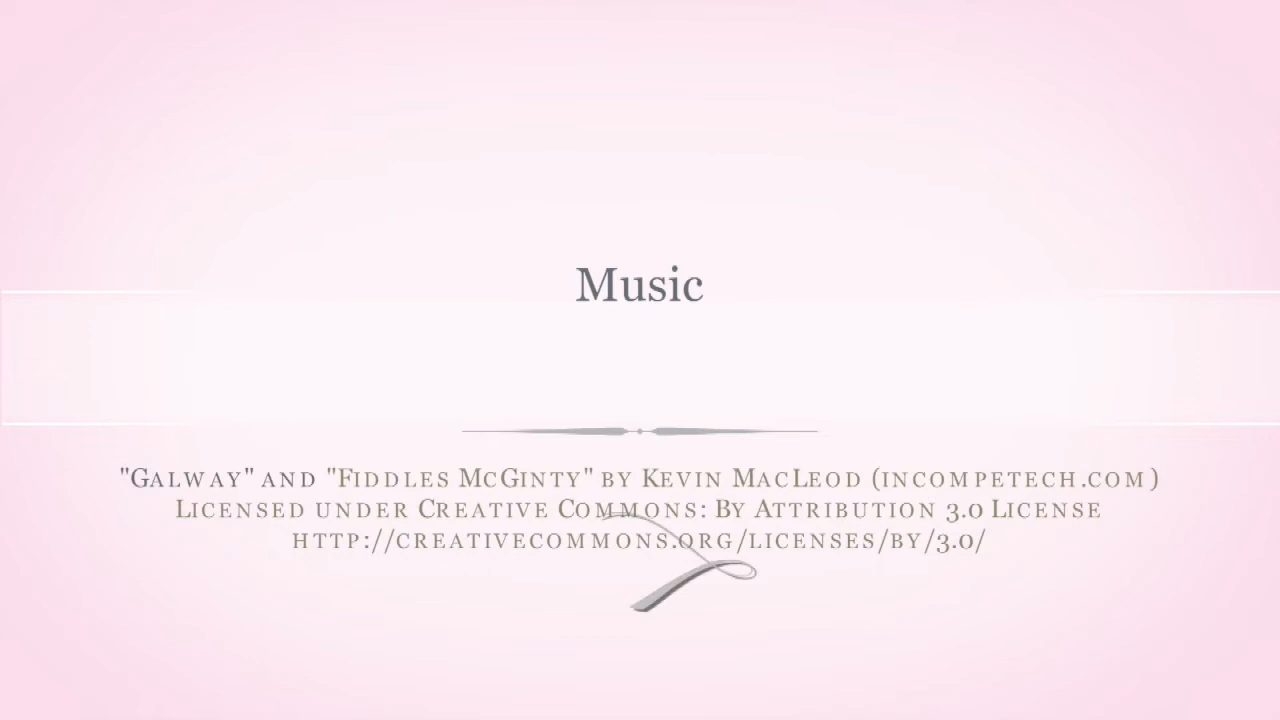 Music
"Galway" and "Fiddles McGinty" by Kevin MacLeod (incompetech.com)
Licensed under Creative Commons: By Attribution 3.0 License
http://creativecommons.org/licenses/by/3.0/